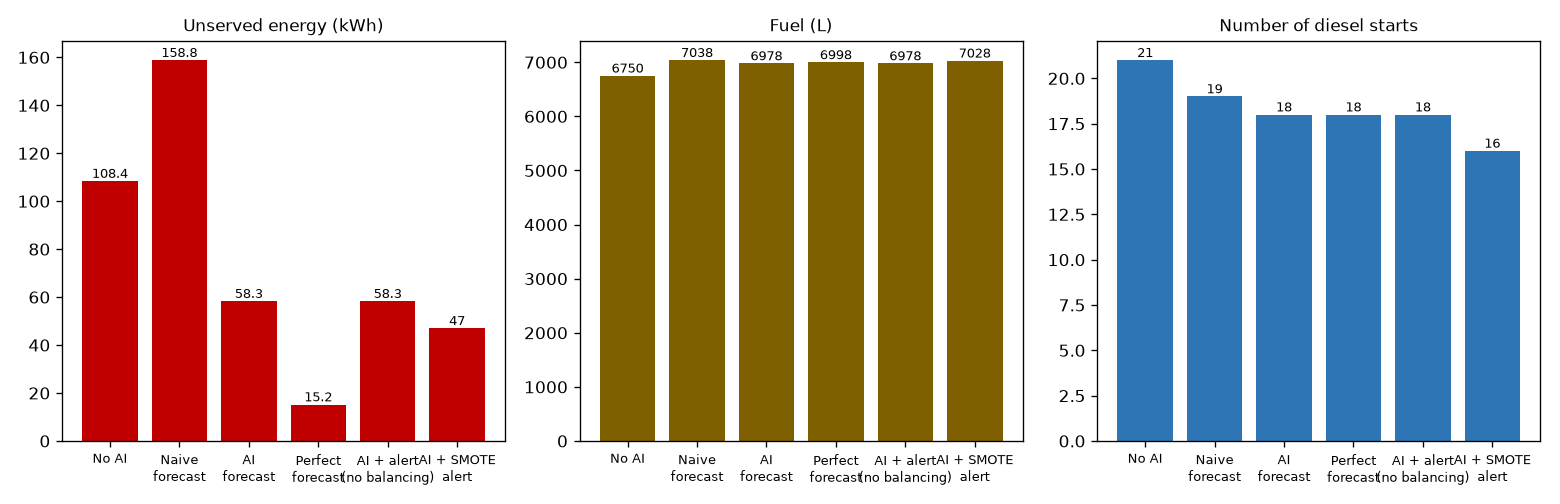 Unserved energy (kWh)
160
140
120
100
80
60
40
20
0
108.4
158.8
58.3
15.2
58.3
47
No AI
Naive
forecast
AI
forecast
Perfect
forecast
AI + alert
(no balancing)
AI + SMOTE
alert
Fuel (L)
7000
6000
5000
4000
3000
2000
1000
0
6750
7038
6978
6998
6978
7028
No AI
Naive
forecast
AI
forecast
Perfect
forecast
AI + alert
(no balancing)
AI + SMOTE
alert
Number of diesel starts
20.0
17.5
15.0
12.5
10.0
7.5
5.0
2.5
0.0
21
19
18
18
18
16
No AI
Naive
forecast
AI
forecast
Perfect
forecast
AI + alert
(no balancing)
AI + SMOTE
alert